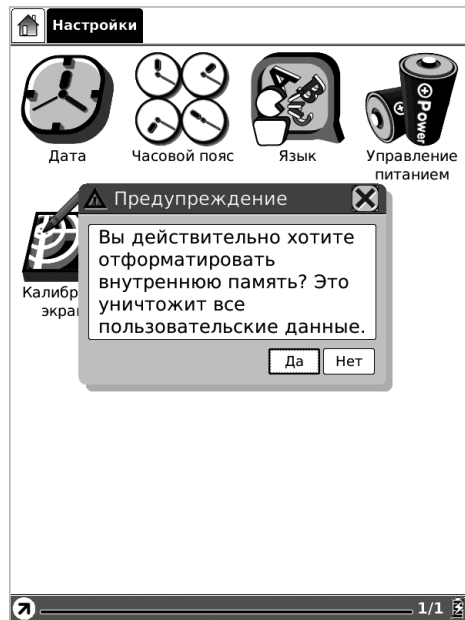 Настройки
Дата
Часовой пояс
Язык
Управление
питанием
Power
Предупреждение
Вы действительно хотите
отформатировать
внутреннюю память? Это
уничтожит все
пользовательские данные.
Да
Нет
1/1